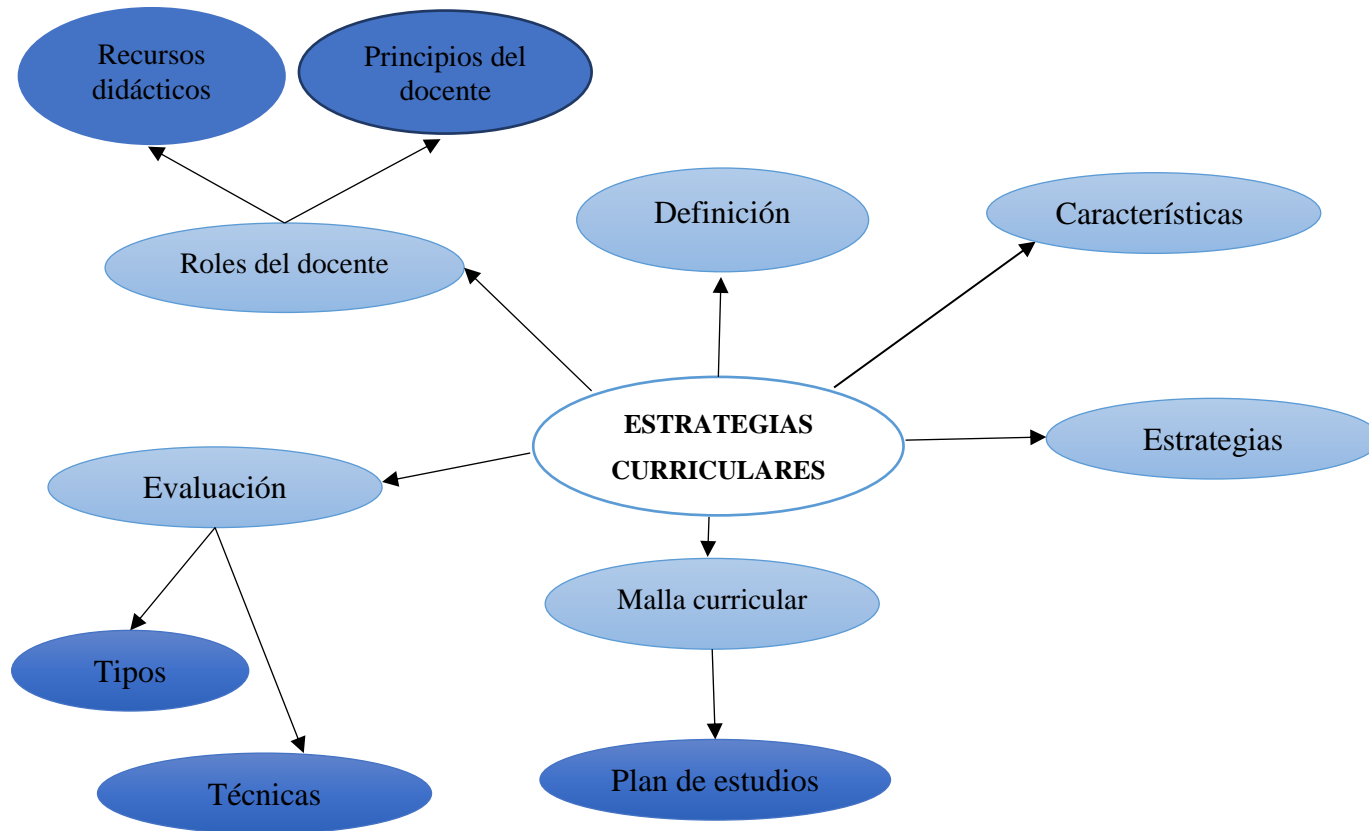 Recursos
didácticos
Principios del
docente
Definición
Características
Roles del docente
ESTRATEGIAS
CURRICULARES
Estrategias
Evaluación
Malla curricular
Tipos
Plan de estudios
Técnicas